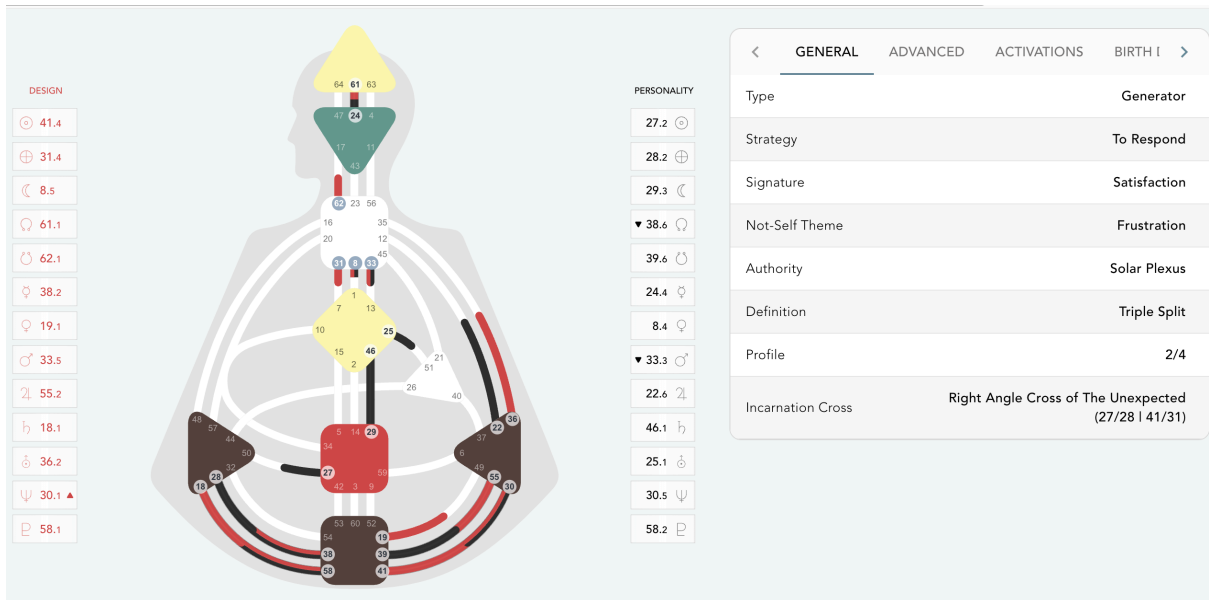 GENERAL ADVANCED ACTIVATIONS BIRTH
DESIGN
41.4
31.4
8.5
61.1
62.1
38.2
19.1
33.5
55.2
18.1
36.2
30.1
58.1
64 61 63
47 24 4
17 11
43
62 23 56
16 35
20 12
45
31 8 33
1
7 13
10 25
15 46
2
21
51
26 40
48 36
57 22
44 37
5 14 29
34
50 6
32 49
28 27 59 55
18 42 3 9 30
53 60 52
54 19
38 39
58 41
PERSONALITY
27.2
28.2
29.3
38.6
39.6
24.4
8.4
33.3
22.6
46.1
25.1
30.5
58.2
Type Generator
Strategy To Respond
Signature Satisfaction
Not-Self Theme Frustration
Authority Solar Plexus
Definition Triple Split
Profile 2/4
Incarnation Cross Right Angle Cross of The Unexpected
(27/28 | 41/31)